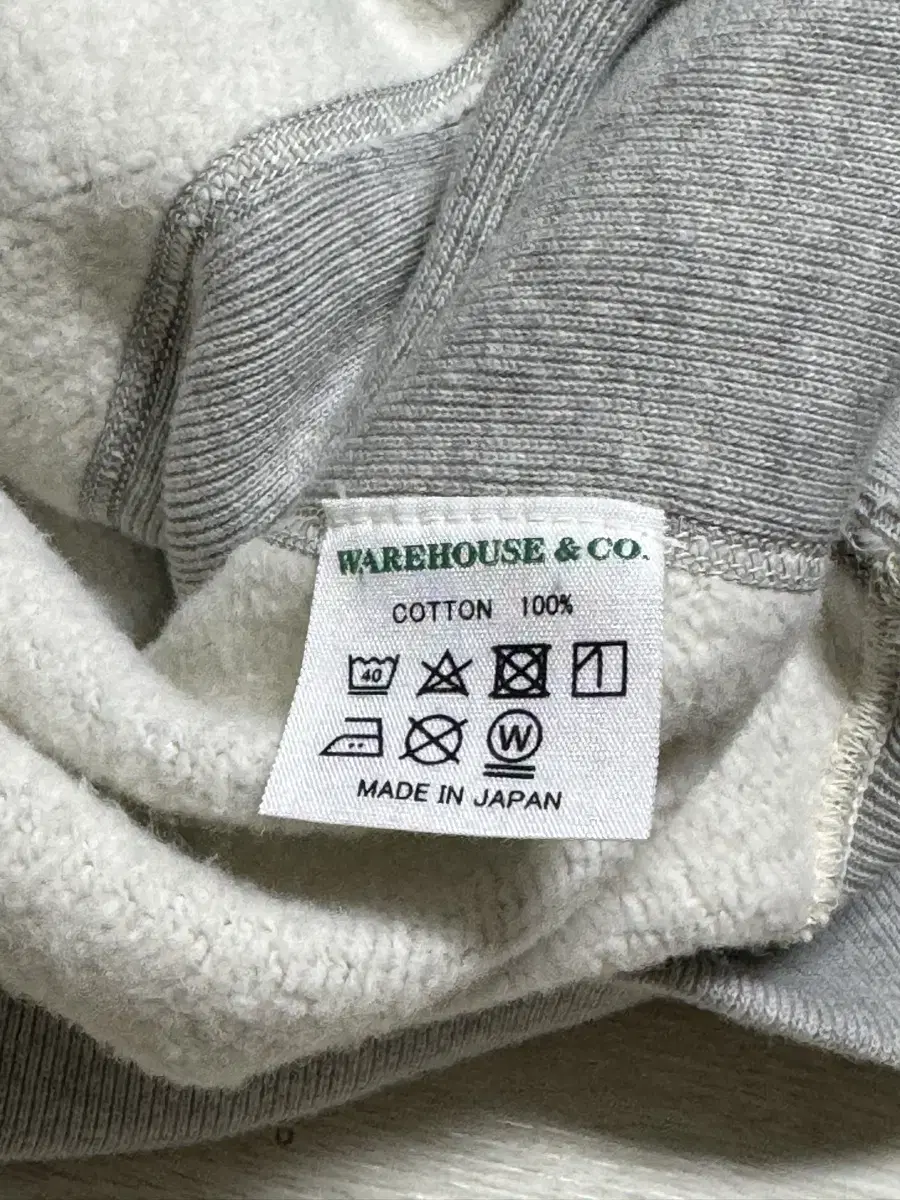 WAREHOUSE & CO.
COTTON 100%
40
W
MADE IN JAPAN